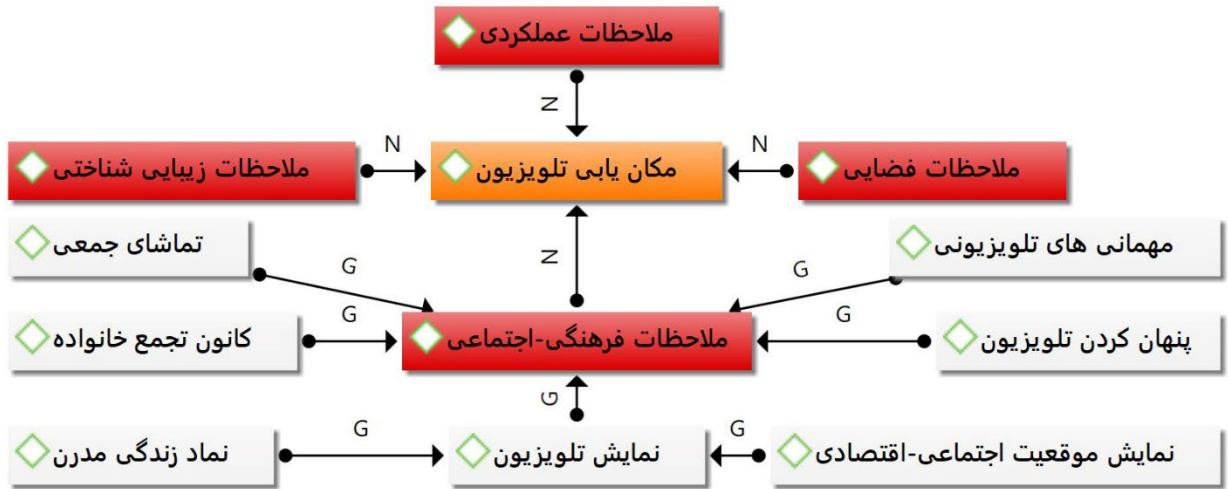 ملاحظات عملکردی
N
ملاحظات فضایی
N
مکان یابی تلویزیون
N
ملاحظات زیبایی شناختی
مهمانی های تلویزیونی
G
N
G
تماشای جمعی
پنهان کردن تلویزیون
G
ملاحظات فرهنگی-اجتماعی
G
کانون تجمع خانواده
G
نمایش موقعیت اجتماعی-اقتصادی
G
نمایش تلویزیون
G
نماد زندگی مدرن